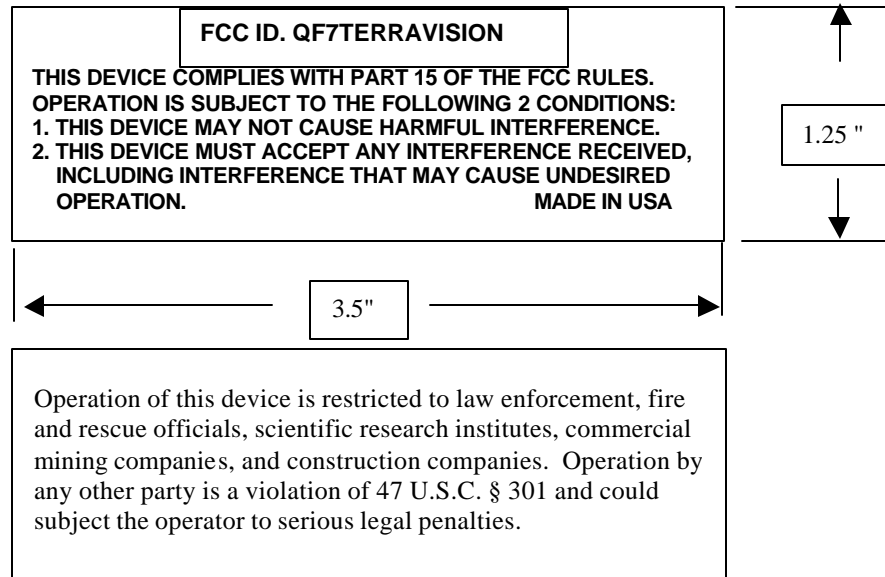 FCC ID. QF7TERRAVISION
THIS DEVICE COMPLIES WITH PART 15 OF THE FCC RULES.
OPERATION IS SUBJECT TO THE FOLLOWING 2 CONDITIONS:
1. THIS DEVICE MAY NOT CAUSE HARMFUL INTERFERENCE.
2. THIS DEVICE MUST ACCEPT ANY INTERFERENCE RECEIVED,
INCLUDING INTERFERENCE THAT MAY CAUSE UNDESIRED
OPERATION. MADE IN USA
1.25 "
3.5"
Operation of this device is restricted to law enforcement, fire
and rescue officials, scientific research institutes, commercial
mining companies, and construction companies. Operation by
any other party is a violation of 47 U.S.C. § 301 and could
subject the operator to serious legal penalties.